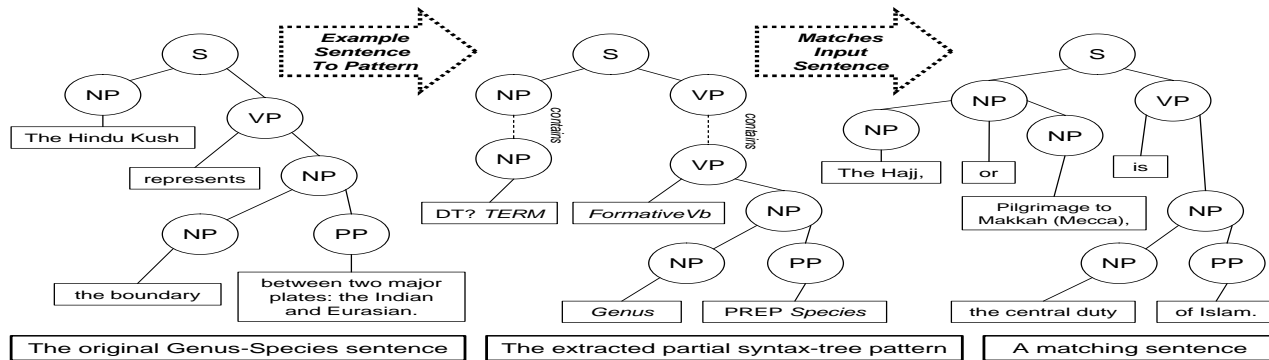 Example
Sentence
To Pattern
Matches
Input
Sentence
S
NP
VP
The Hindu Kush
represents
NP
NP
PP
the boundary
between two major
plates: the Indian
and Eurasian.
The original Genus-Species sentence
S
NP
VP
contains
contains
NP
VP
DT? TERM
FormativeVb
NP
NP
PP
Genus
PREP Species
The extracted partial syntax-tree pattern
S
NP
VP
NP
NP
The Hajj,
or
is
Pilgrimage to
Makkah (Mecca),
NP
NP
PP
the central duty
of Islam.
A matching sentence